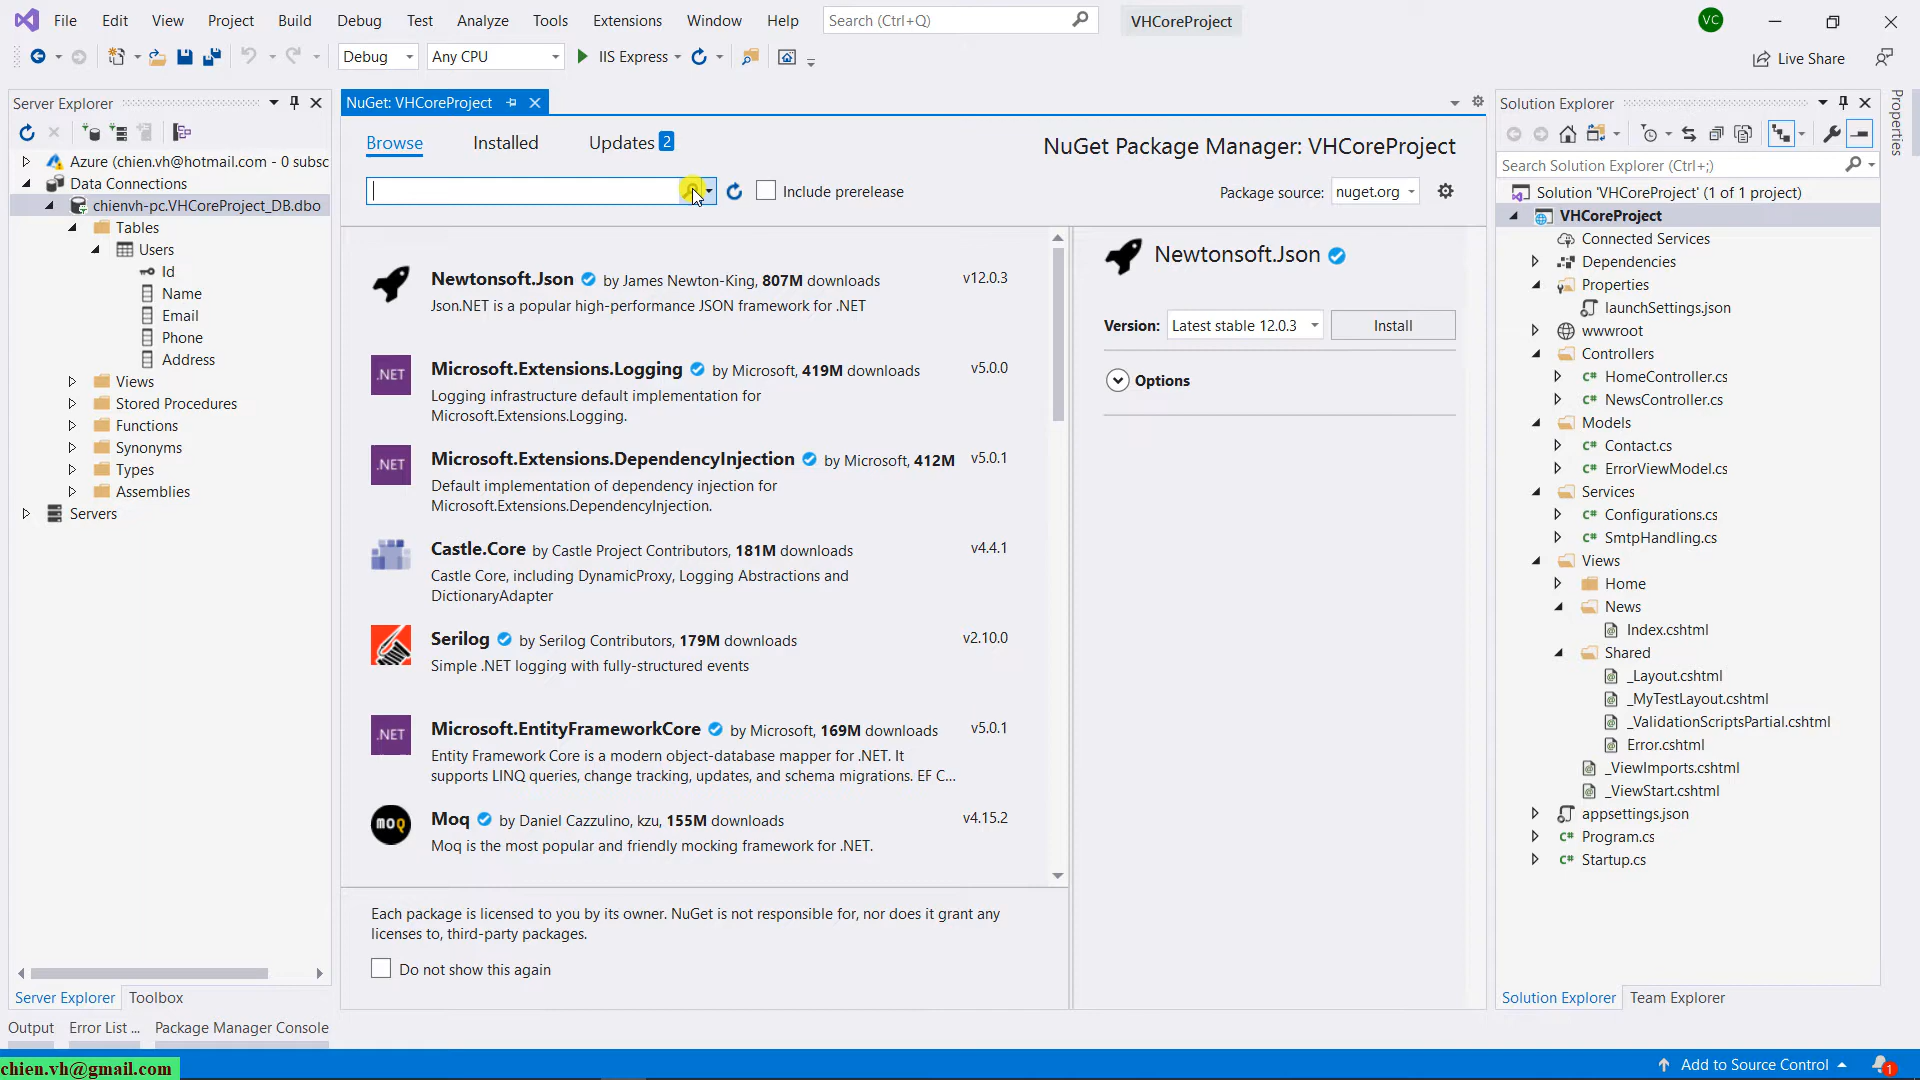 File Edit View Project Build Debug Test Analyze Tools Extensions Window Help Search (Ctrl+Q) VHCoreProject VC
Debug Any CPU IIS Express Live Share
Server Explorer
Azure (chien.vh@hotmail.com - 0 subsc
Data Connections
chienvh-pc.VHCoreProject_DB.dbo
Tables
Users
Id
Name
Email
Phone
Address
Views
Stored Procedures
Functions
Synonyms
Types
Assemblies
Servers
Server Explorer Toolbox
NuGet: VHCoreProject
Browse Installed Updates 2
NuGet Package Manager: VHCoreProject
Include prerelease
Package source: nuget.org
Newtonsoft.Json by James Newton-King, 807M downloads v12.0.3
Json.NET is a popular high-performance JSON framework for .NET
.NET
Microsoft.Extensions.Logging by Microsoft, 419M downloads v5.0.0
Logging infrastructure default implementation for
Microsoft.Extensions.Logging.
.NET
Microsoft.Extensions.DependencyInjection by Microsoft, 412M v5.0.1
Default implementation of dependency injection for
Microsoft.Extensions.DependencyInjection.
Castle.Core by Castle Project Contributors, 181M downloads v4.4.1
Castle Core, including DynamicProxy, Logging Abstractions and
DictionaryAdapter
Serilog by Serilog Contributors, 179M downloads v2.10.0
Simple .NET logging with fully-structured events
.NET
Microsoft.EntityFrameworkCore by Microsoft, 169M downloads v5.0.1
Entity Framework Core is a modern object-database mapper for .NET. It
supports LINQ queries, change tracking, updates, and schema migrations. EF C...
MOQ
Moq by Daniel Cazzulino, kzu, 155M downloads v4.15.2
Moq is the most popular and friendly mocking framework for .NET.
Each package is licensed to you by its owner. NuGet is not responsible for, nor does it grant any
licenses to, third-party packages.
Do not show this again
Newtonsoft.Json
Version: Latest stable 12.0.3 Install
Options
Solution Explorer
Search Solution Explorer (Ctrl+;)
Solution 'VHCoreProject' (1 of 1 project)
VHCoreProject
Connected Services
Dependencies
Properties
launchSettings.json
wwwroot
Controllers
C# HomeController.cs
C# NewsController.cs
Models
C# Contact.cs
C# ErrorViewModel.cs
Services
C# Configurations.cs
C# SmtpHandling.cs
Views
Home
News
Index.cshtml
Shared
_Layout.cshtml
_MyTestLayout.cshtml
_ValidationScriptsPartial.cshtml
Error.cshtml
_ViewImports.cshtml
_ViewStart.cshtml
appsettings.json
C# Program.cs
C# Startup.cs
Solution Explorer Team Explorer
Properties
Output Error List ... Package Manager Console
chien.vh@gmail.com
Add to Source Control 1